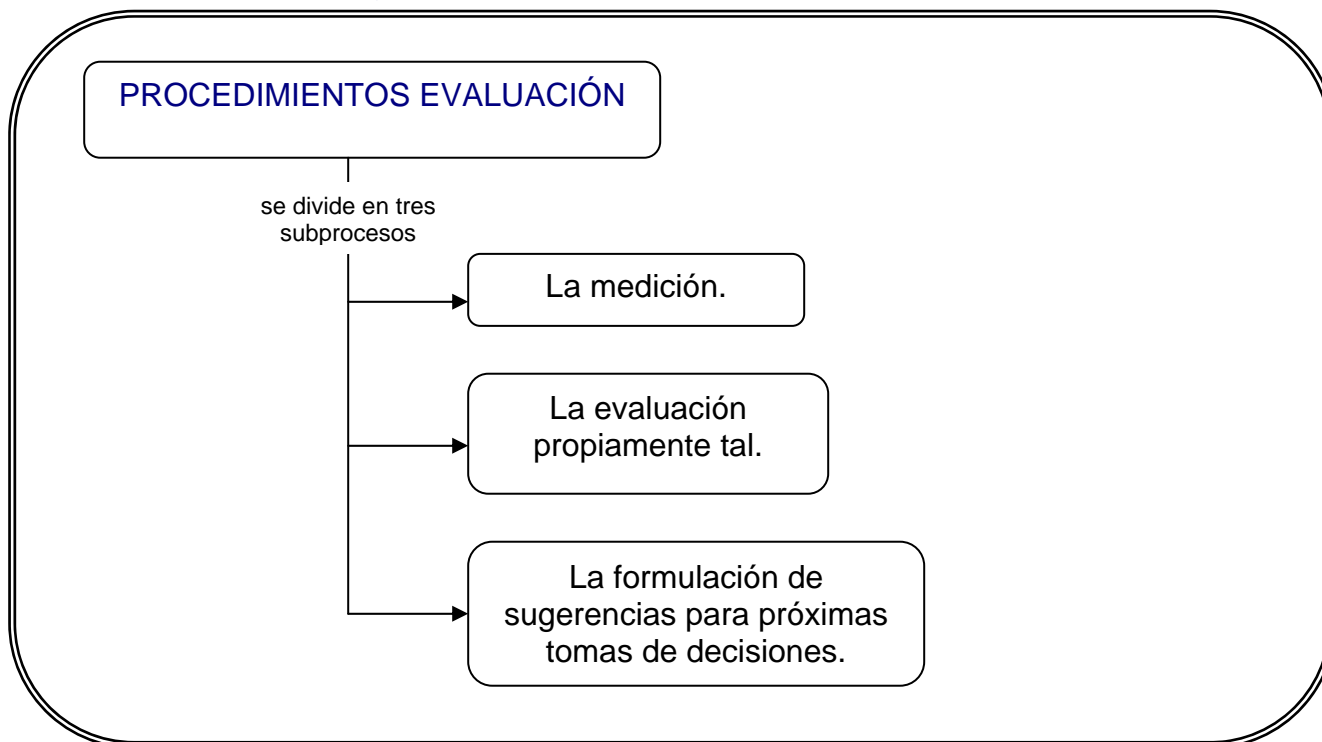 PROCEDIMIENTOS EVALUACIÓN
se divide en tres
subprocesos
La medición.
La evaluación
propiamente tal.
La formulación de
sugerencias para próximas
tomas de decisiones.